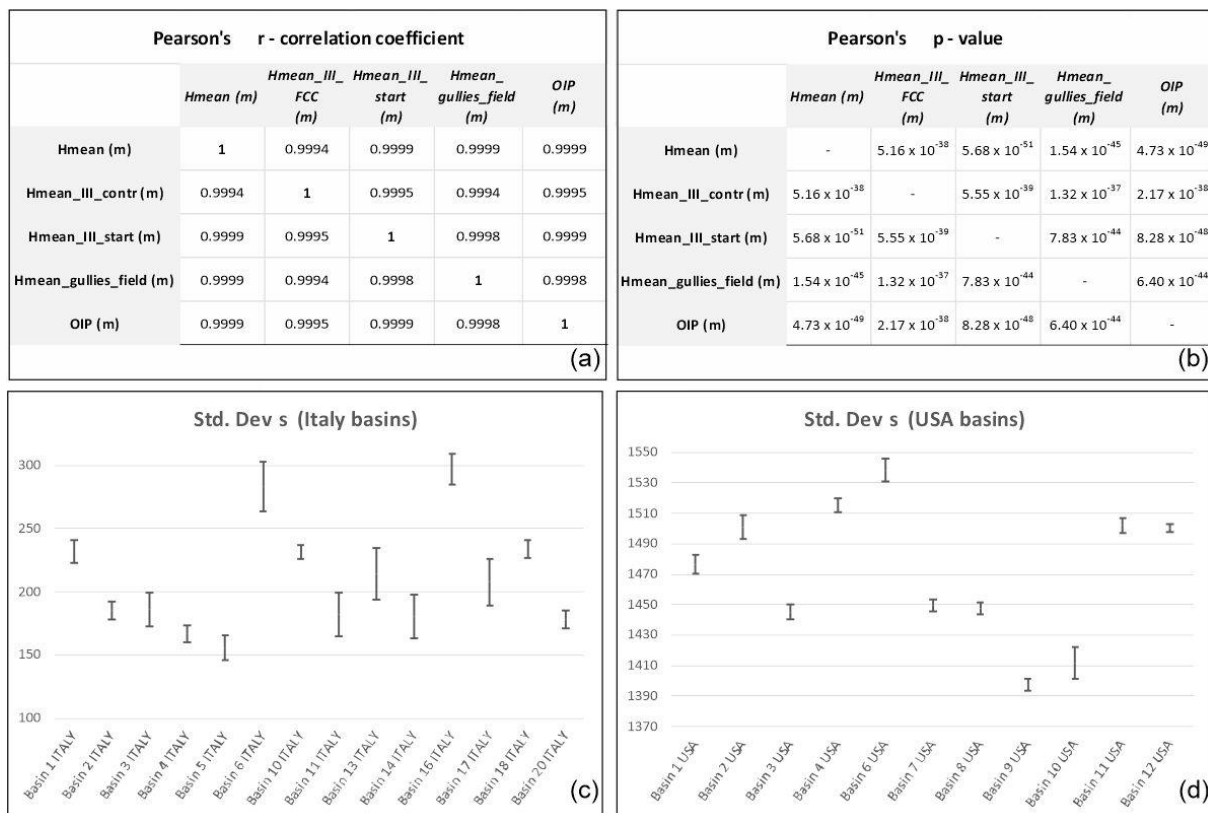 Pearson's r - correlation coefficient
Hmean (m) Hmean_III_ FCC (m) Hmean_III_ start (m) Hmean_ gullies_field (m) OIP (m)
Hmean (m) 1 0.9994 0.9999 0.9999 0.9999
Hmean_III_contr (m) 0.9994 1 0.9995 0.9994 0.9995
Hmean_III_start (m) 0.9999 0.9995 1 0.9998 0.9999
Hmean_gullies_field (m) 0.9999 0.9994 0.9998 1 0.9998
OIP (m) 0.9999 0.9995 0.9999 0.9998 1
(a)
Pearson's p - value
Hmean (m) Hmean_III_ FCC (m) Hmean_III_ start (m) Hmean_ gullies_field (m) OIP (m)
Hmean (m) - 5.16 x 10⁻³⁸ 5.68 x 10⁻⁵¹ 1.54 x 10⁻⁴⁵ 4.73 x 10⁻⁴⁹
Hmean_III_contr (m) 5.16 x 10⁻³⁸ - 5.55 x 10⁻³⁹ 1.32 x 10⁻³⁷ 2.17 x 10⁻³⁸
Hmean_III_start (m) 5.68 x 10⁻⁵¹ 5.55 x 10⁻³⁹ - 7.83 x 10⁻⁴⁴ 8.28 x 10⁻⁴⁸
Hmean_gullies_field (m) 1.54 x 10⁻⁴⁵ 1.32 x 10⁻³⁷ 7.83 x 10⁻⁴⁴ - 6.40 x 10⁻⁴⁴
OIP (m) 4.73 x 10⁻⁴⁹ 2.17 x 10⁻³⁸ 8.28 x 10⁻⁴⁸ 6.40 x 10⁻⁴⁴ -
(b)
Std. Dev s (Italy basins)
300
250
200
150
100
Basin 1 ITALY
Basin 2 ITALY
Basin 3 ITALY
Basin 4 ITALY
Basin 5 ITALY
Basin 6 ITALY
Basin 10 ITALY
Basin 11 ITALY
Basin 13 ITALY
Basin 14 ITALY
Basin 16 ITALY
Basin 17 ITALY
Basin 18 ITALY
Basin 20 ITALY
(c)
Std. Dev s (USA basins)
1550
1530
1510
1490
1470
1450
1430
1410
1390
1370
Basin 1 USA
Basin 2 USA
Basin 3 USA
Basin 4 USA
Basin 6 USA
Basin 7 USA
Basin 8 USA
Basin 9 USA
Basin 10 USA
Basin 11 USA
Basin 12 USA
(d)